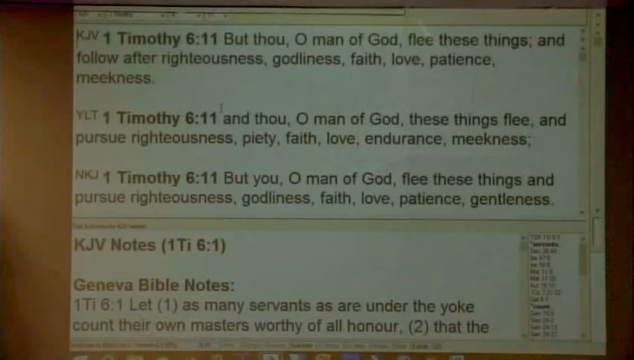 KJV 1 Timothy 6:11 But thou, O man of God, flee these things; and
follow after righteousness, godliness, faith, love, patience,
meekness.
YLT 1 Timothy 6:11 and thou, O man of God, these things flee, and
pursue righteousness, piety, faith, love, endurance, meekness;
NKJ 1 Timothy 6:11 But you, O man of God, flee these things and
pursue righteousness, godliness, faith, love, patience, gentleness.
KJV Notes (1Ti 6:1)
Geneva Bible Notes:
1Ti 6:1 Let (1) as many servants as are under the yoke
count their own masters worthy of all honour, (2) that the